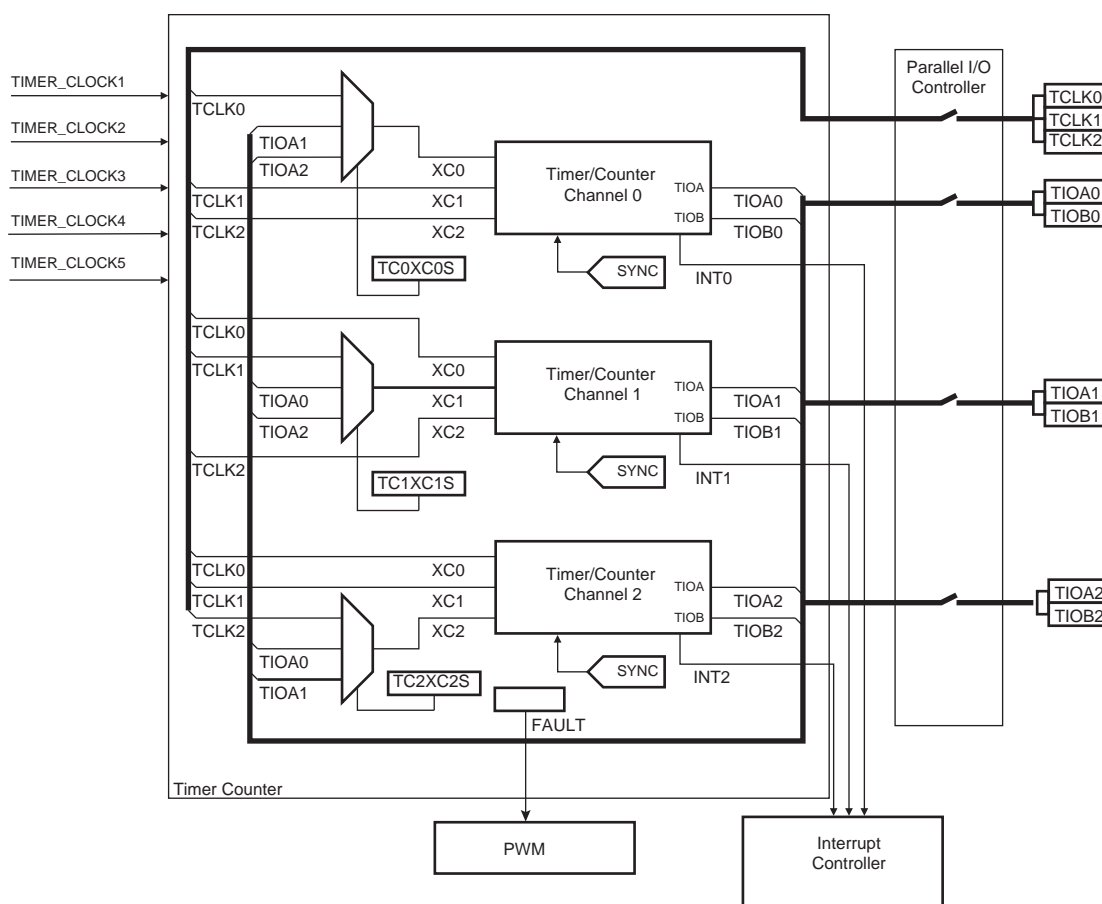 TIMER_CLOCK1
TIMER_CLOCK2
TIMER_CLOCK3
TIMER_CLOCK4
TIMER_CLOCK5
TCLK0
TIOA1
TIOA2
TCLK1
TCLK2
XC0
XC1
XC2
TC0XC0S
Timer/Counter
Channel 0
TIOA
TIOB
TIOA0
TIOB0
SYNC
INT0
TCLK0
TCLK1
TIOA0
TIOA2
TCLK2
XC0
XC1
XC2
TC1XC1S
Timer/Counter
Channel 1
TIOA
TIOB
TIOA1
TIOB1
SYNC
INT1
TCLK0
TCLK1
TCLK2
TIOA0
TIOA1
XC0
XC1
XC2
TC2XC2S
Timer/Counter
Channel 2
TIOA
TIOB
TIOA2
TIOB2
SYNC
INT2
FAULT
Timer Counter
PWM
Interrupt
Controller
Parallel I/O
Controller
TCLK0
TCLK1
TCLK2
TIOA0
TIOB0
TIOA1
TIOB1
TIOA2
TIOB2